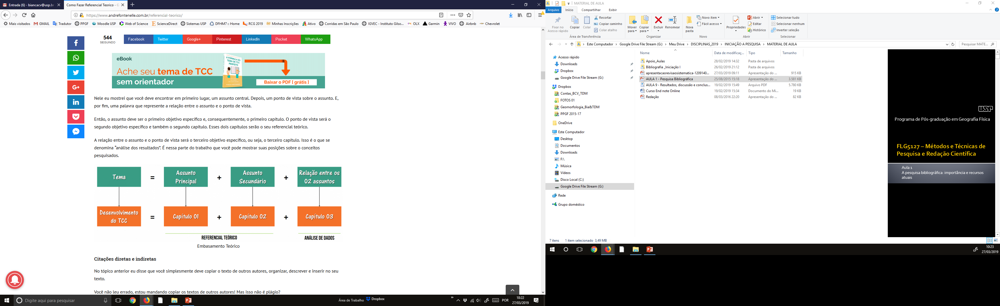 Entrada (6) - biancacv@usp.br
Como Fazer Referencial Teorico - G
https://www.andrefontenelle.com.br/referencial-teorico/
Mais visitados GMAIL Tradutor PPGF Moodle USP Web of Science ScienceDirect Sistemas USP DFHM7 :: Home RCG 2019 Minhas Inscrições Ativo Corridas em São Paulo IGVEC - Instituto Gilso... OLX Garmin VIVO Airbnb Chevrolet
544
SEGUINDO
Facebook Twitter Google+ Pinterest LinkedIn Pocket WhatsApp
eBook
Ache seu tema de TCC
sem orientador
A FÓRMULA DO
TEMA DE TCC
PERFEITO
Baixar o PDF [ grátis ]
Nele eu mostrei que você deve encontrar em primeiro lugar, um assunto central. Depois, um ponto de vista sobre o assunto. E,
por fim, uma palavra que represente a relação entre o assunto e o ponto de vista.
Então, o assunto deve ser o primeiro objetivo específico e, consequentemente, o primeiro capítulo. O ponto de vista será o
segundo objetivo específico e também o segundo capítulo. Esses dois capítulos serão o seu referencial teórico.
A relação entre o assunto e o ponto de vista será o terceiro objetivo específico, ou seja, o terceiro capítulo. Isso é o que se
denomina “análise dos resultados”. É nessa parte do trabalho que você pode mostrar suas posições sobre o conceitos
pesquisados.
Tema = Assunto Principal + Assunto Secundário + Relação entre os 02 assuntos
Desenvolvimento do TCC = Capítulo 01 + Capítulo 02 + Capítulo 03
REFERENCIAL TEÓRICO ANÁLISE DE DADOS
Embasamento Teórico
Citações diretas e indiretas
No tópico anterior eu disse que você simplesmente deve copiar o texto de outros autores, organizar, descrever e inserir no seu
texto.
Você não leu errado, estou mandando copiar os textos de outros autores! Mas isso não é plágio?
Digite aqui para pesquisar
Área de Trabalho
Dropbox
POR
10:22
27/03/2019
MATERIAL DE AULA
Arquivo Início Compartilhar Exibir
Fixar no
Acesso rápido
Copiar
Colar
Recortar
Copiar caminho
Colar atalho
Área de Transferência
Mover
para
Copiar
para
Excluir
Renomear
Organizar
Nova
pasta
Novo item
Fácil acesso
Novo
Propriedades
Abrir
Editar
Histórico
Abrir
Selecionar tudo
Selecionar nenhum
Inverter seleção
Selecionar
Este Computador > Google Drive File Stream (G:) > Meu Drive > DISCIPLINAS_2019 > INICIAÇÃO A PESQUISA > MATERIAL DE AULA
Pesquisar MATE...
Acesso rápido
Downloads
Dropbox
Google Drive File Stream (G:)
Dropbox
Contas_BCV_TDM
FOTOS 01
Geomorfologia_Bia&TDM
PPGF 2015-17
OneDrive
Este Computador
Desktop
Documentos
Downloads
F:\
Música
Vídeos
Disco Local (C:)
Google Drive File Stream (G:)
Rede
Grupo doméstico
Nome Data de modificaç... Tipo Tamanho
Apoio_Aulas 28/02/2019 14:32 Pasta de arquivos
Bibliografia _Iniciação I 26/02/2019 21:12 Pasta de arquivos
apresentacaorevisaosistematica-1209140... 27/03/2019 09:11 Apresentação do ... 915 KB
AULA 1 - Pesquisa Bibliográfica 25/08/2015 15:18 Apresentação do ... 3.581 KB
AULA 9 - Resultados, discussão e conclus... 19/02/2019 15:49 Arquivo PDF 5.780 KB
Curso End note Online 19/02/2019 15:34 Documento do Mi... 19 KB
Redação 08/03/2016 22:20 Apresentação do ... 82 KB
USP
Programa de Pós-graduação em Geografia Física
FLG5127 – Métodos e Técnicas de
Pesquisa e Redação Científica
Aula 1
A pesquisa bibliográfica: importância e recursos
atuais
7 itens 1 item selecionado 3,49 MB
10:23
27/03/2019